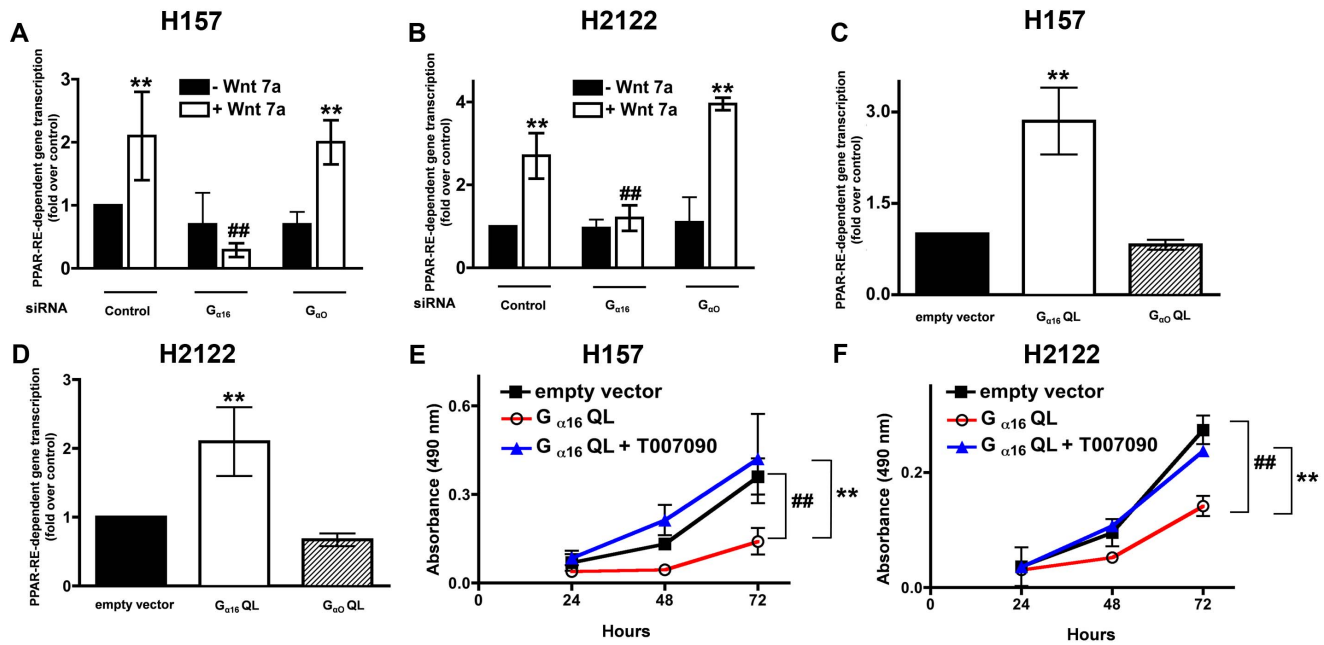 A
H157
PPAR-RE-dependent gene transcription
(fold over control)
3
2
1
0
- Wnt 7a
+ Wnt 7a
**
##
**
siRNA
Control
Gα16
GαO
B
H2122
PPAR-RE-dependent gene transcription
(fold over control)
4
2
0
- Wnt 7a
+ Wnt 7a
**
##
**
siRNA
Control
Gα16
GαO
C
H157
PPAR-RE-dependent gene transcription
(fold over control)
3.0
1.5
0.0
**
empty vector
Gα16 QL
GαO QL
D
H2122
PPAR-RE-dependent gene transcription
(fold over control)
3
2
1
0
**
empty vector
Gα16 QL
GαO QL
E
H157
Absorbance (490 nm)
0.6
0.3
0.0
empty vector
G α16 QL
G α16 QL + T007090
##
**
0
24
48
72
Hours
F
H2122
Absorbance (490 nm)
0.2
0.0
empty vector
G α16 QL
G α16 QL + T007090
##
**
0
24
48
72
Hours